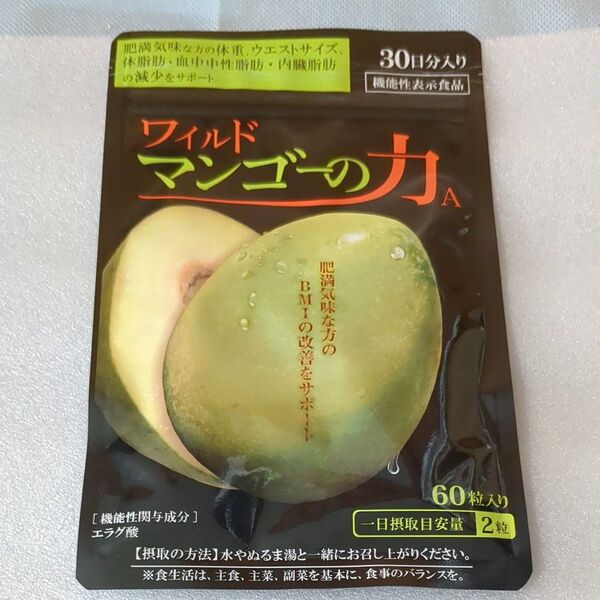 肥満気味な方の体重、ウエストサイズ、
体脂肪・血中中性脂肪・内臓脂肪
の減少をサポート
30日分入り
機能性表示食品
ワイルド
マンゴーの力A
肥満気味な方の
BMIの改善をサポート
60粒入り
一日摂取目安量 2粒
[機能性関与成分]
エラグ酸
【摂取の方法】水やぬるま湯と一緒にお召し上がりください。
※食生活は、主食、主菜、副菜を基本に、食事のバランスを。